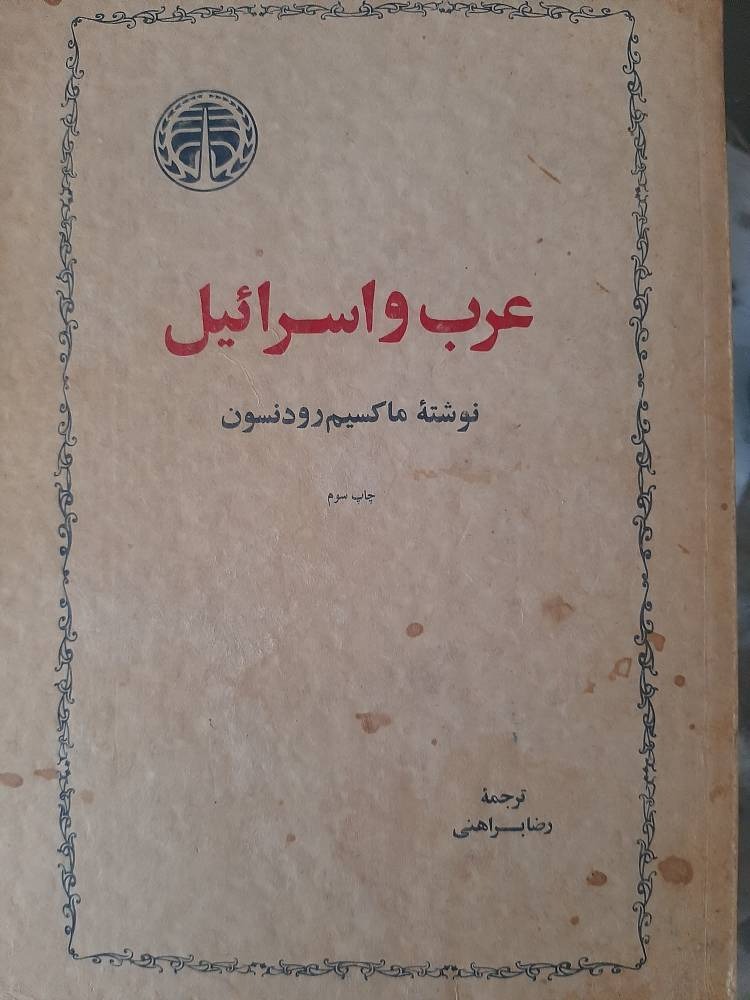 عرب و اسرائیل
نوشتهٔ ماکسیم رودنسون
چاپ سوم
ترجمهٔ
رضا براهنی